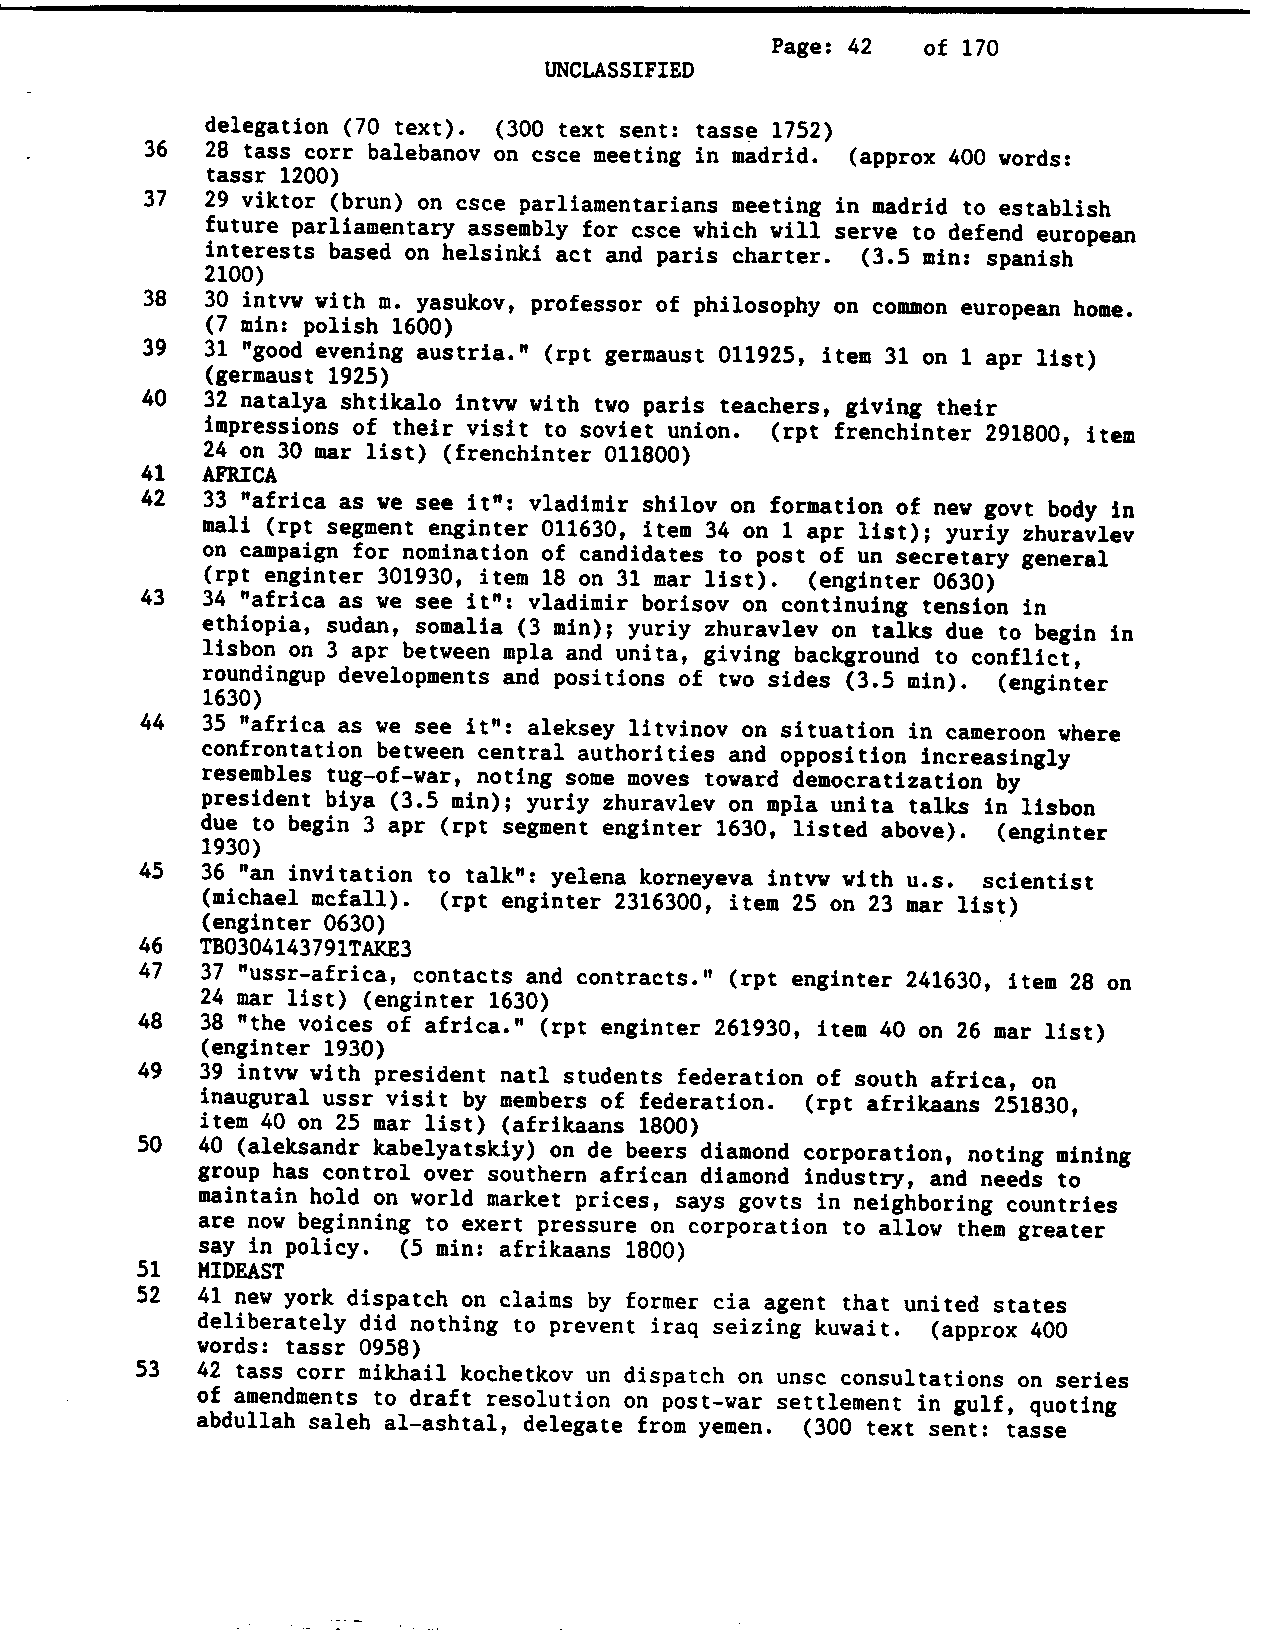 Page: 42 of 170
UNCLASSIFIED
delegation (70 text). (300 text sent: tasse 1752)
36 28 tass corr balebanov on csce meeting in madrid. (approx 400 words:
tassr 1200)
37 29 viktor (brun) on csce parliamentarians meeting in madrid to establish
future parliamentary assembly for csce which will serve to defend european
interests based on helsinki act and paris charter. (3.5 min: spanish
2100)
38 30 intvw with m. yasukov, professor of philosophy on common european home.
(7 min: polish 1600)
39 31 "good evening austria." (rpt germaust 011925, item 31 on 1 apr list)
(germaust 1925)
40 32 natalya shtikalo intvw with two paris teachers, giving their
impressions of their visit to soviet union. (rpt frenchinter 291800, item
24 on 30 mar list) (frenchinter 011800)
41 AFRICA
42 33 "africa as we see it": vladimir shilov on formation of new govt body in
mali (rpt segment enginter 011630, item 34 on 1 apr list); yuriy zhuravlev
on campaign for nomination of candidates to post of un secretary general
(rpt enginter 301930, item 18 on 31 mar list). (enginter 0630)
43 34 "africa as we see it": vladimir borisov on continuing tension in
ethiopia, sudan, somalia (3 min); yuriy zhuravlev on talks due to begin in
lisbon on 3 apr between mpla and unita, giving background to conflict,
roundingup developments and positions of two sides (3.5 min). (enginter
1630)
44 35 "africa as we see it": aleksey litvinov on situation in cameroon where
confrontation between central authorities and opposition increasingly
resembles tug-of-war, noting some moves toward democratization by
president biya (3.5 min); yuriy zhuravlev on mpla unita talks in lisbon
due to begin 3 apr (rpt segment enginter 1630, listed above). (enginter
1930)
45 36 "an invitation to talk": yelena korneyeva intvw with u.s. scientist
(michael mcfall). (rpt enginter 2316300, item 25 on 23 mar list)
(enginter 0630)
46 TB0304143791TAKE3
47 37 "ussr-africa, contacts and contracts." (rpt enginter 241630, item 28 on
24 mar list) (enginter 1630)
48 38 "the voices of africa." (rpt enginter 261930, item 40 on 26 mar list)
(enginter 1930)
49 39 intvw with president natl students federation of south africa, on
inaugural ussr visit by members of federation. (rpt afrikaans 251830,
item 40 on 25 mar list) (afrikaans 1800)
50 40 (aleksandr kabelyatskiy) on de beers diamond corporation, noting mining
group has control over southern african diamond industry, and needs to
maintain hold on world market prices, says govts in neighboring countries
are now beginning to exert pressure on corporation to allow them greater
say in policy. (5 min: afrikaans 1800)
51 MIDEAST
52 41 new york dispatch on claims by former cia agent that united states
deliberately did nothing to prevent iraq seizing kuwait. (approx 400
words: tassr 0958)
53 42 tass corr mikhail kochetkov un dispatch on unsc consultations on series
of amendments to draft resolution on post-war settlement in gulf, quoting
abdullah saleh al-ashtal, delegate from yemen. (300 text sent: tasse